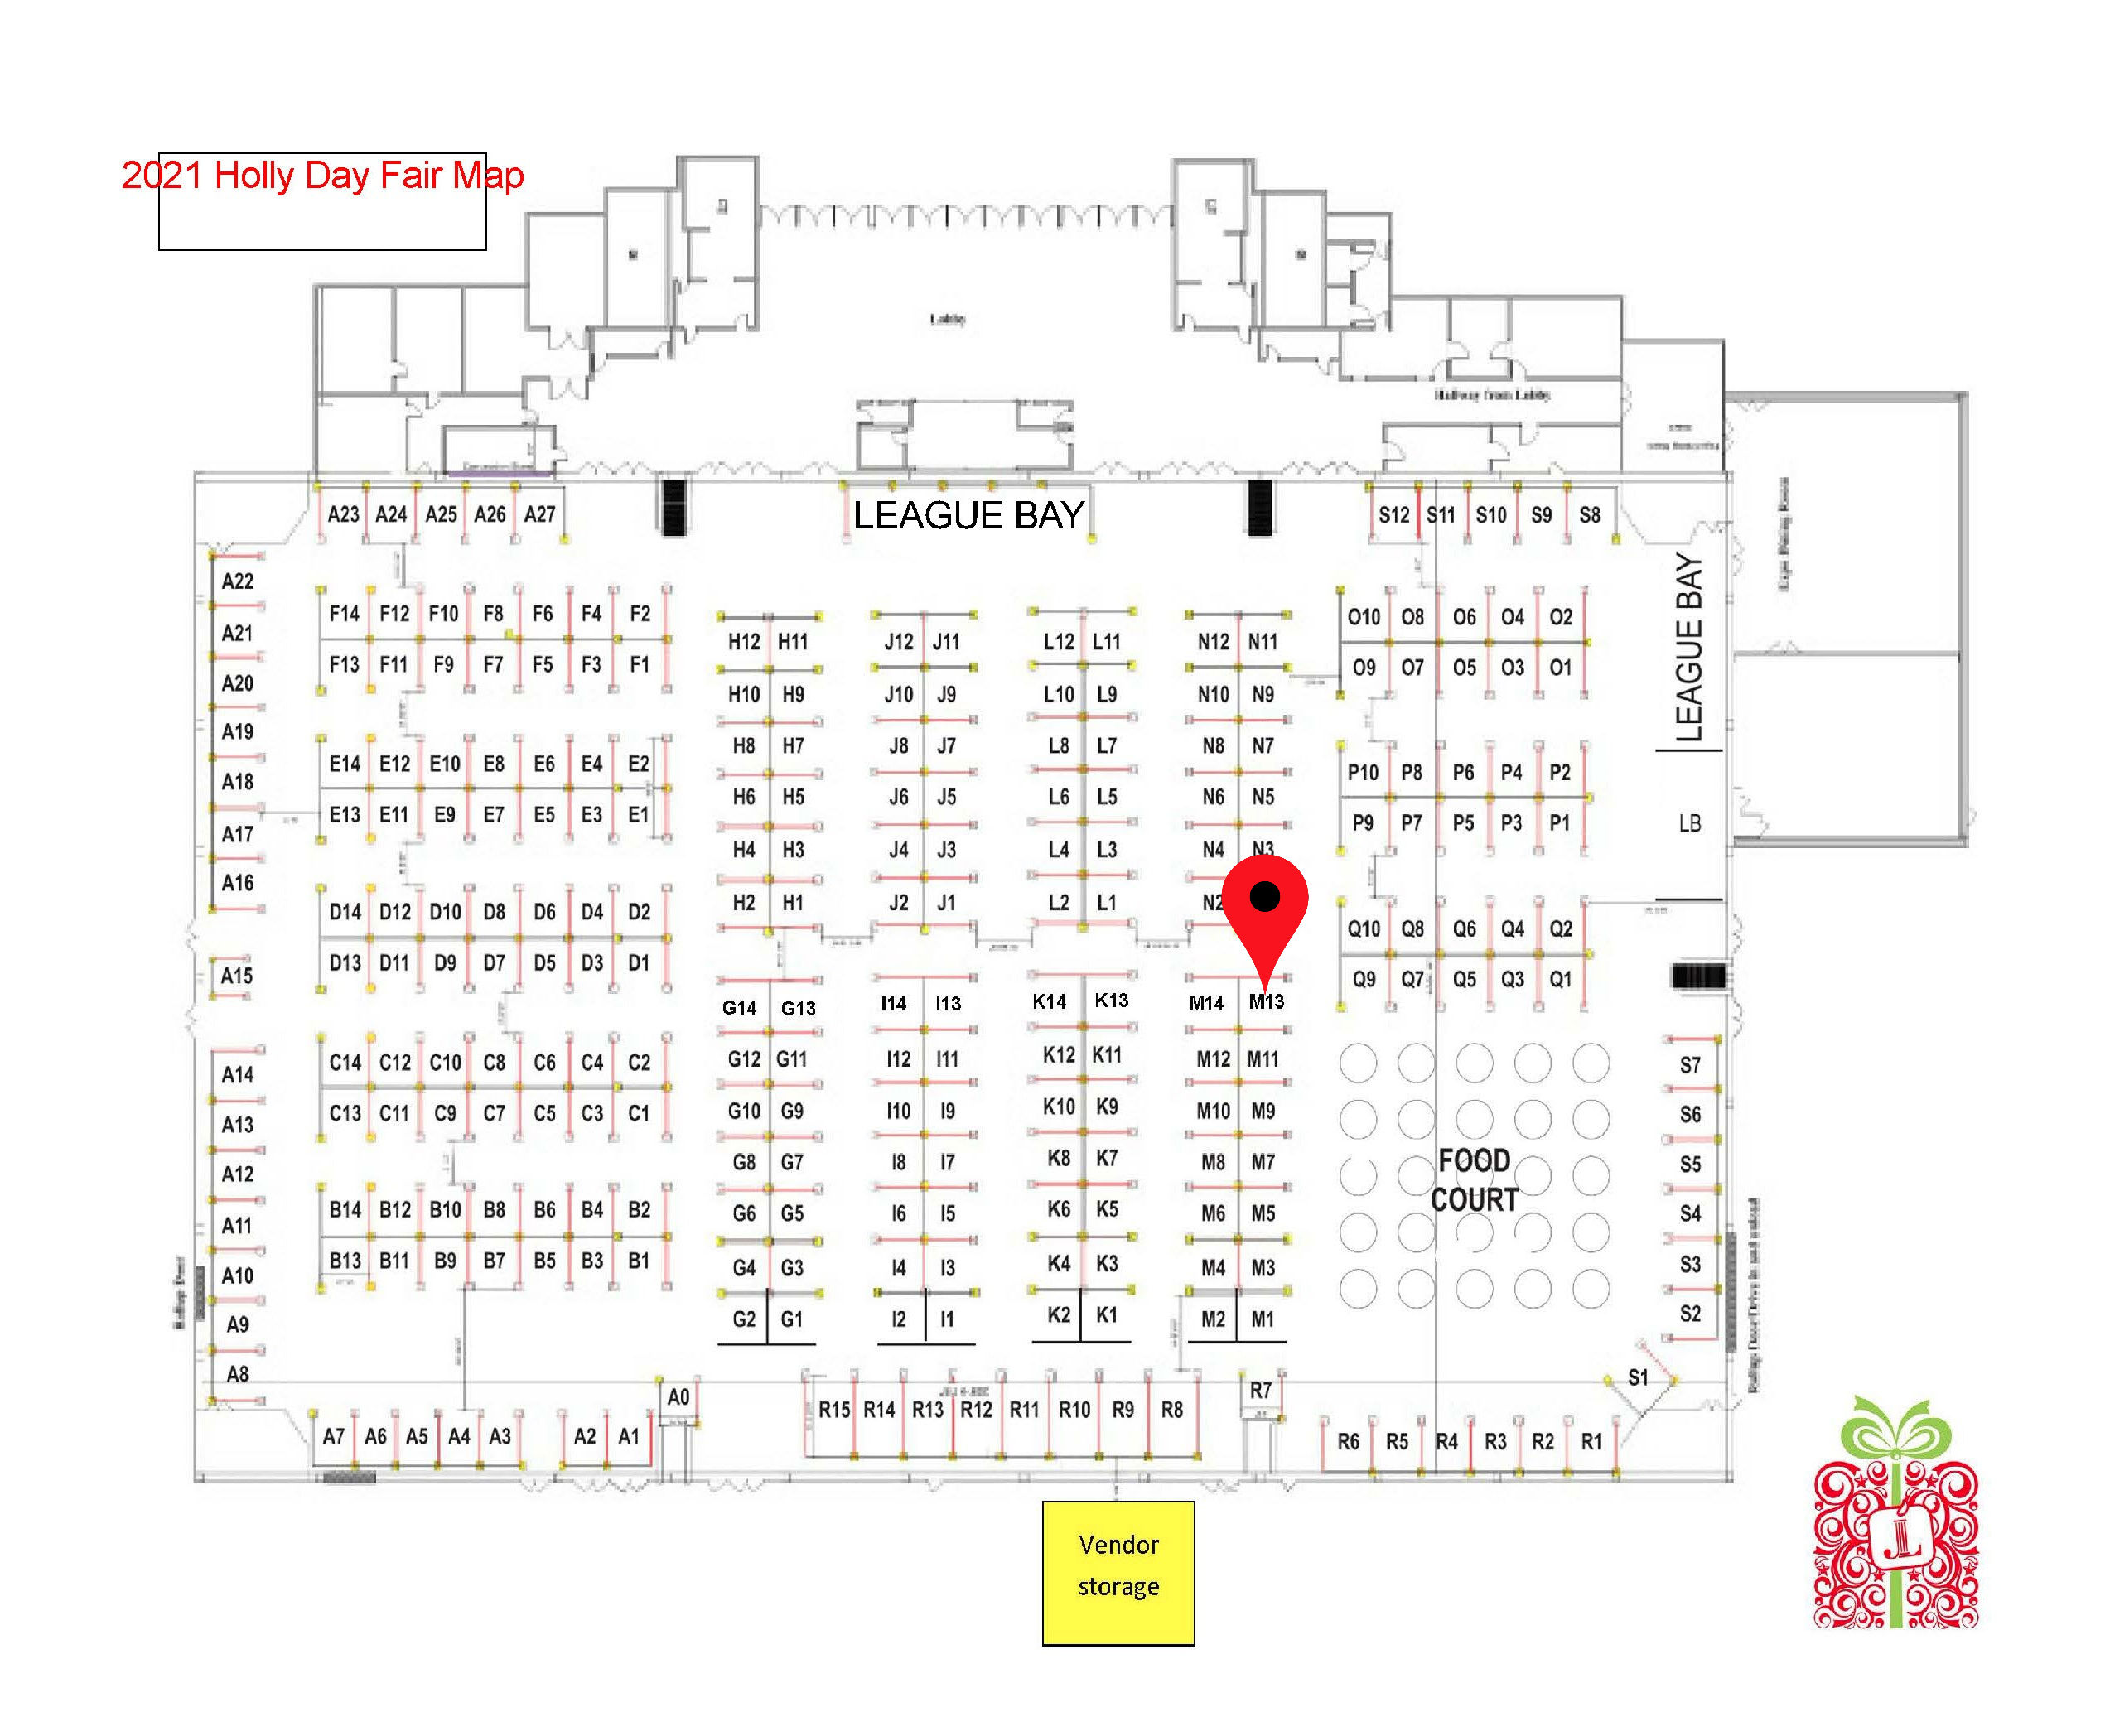 2021 Holly Day Fair Map
Lobby
Hallway from Lobby
LEAGUE BAY
A23 A24 A25 A26 A27
S12 S11 S10 S9 S8
A22
F14 F12 F10 F8 F6 F4 F2
O10 O8 O6 O4 O2
A21
H12 H11 J12 J11 L12 L11 N12 N11
LEAGUE BAY
F13 F11 F9 F7 F5 F3 F1
O9 O7 O5 O3 O1
A20
H10 H9 J10 J9 L10 L9 N10 N9
A19
H8 H7 J8 J7 L8 L7 N8 N7
E14 E12 E10 E8 E6 E4 E2
P10 P8 P6 P4 P2
A18
H6 H5 J6 J5 L6 L5 N6 N5
E13 E11 E9 E7 E5 E3 E1
P9 P7 P5 P3 P1
LB
A17
H4 H3 J4 J3 L4 L3 N4 N3
A16
H2 H1 J2 J1 L2 L1
D14 D12 D10 D8 D6 D4 D2
Q10 Q8 Q6 Q4 Q2
D13 D11 D9 D7 D5 D3 D1
Q9 Q7 Q5 Q3 Q1
A15
G14 G13 I14 I13 K14 K13 M14 M13
C14 C12 C10 C8 C6 C4 C2
G12 G11 I12 I11 K12 K11 M12 M11
S7
A14
C13 C11 C9 C7 C5 C3 C1
G10 G9 I10 I9 K10 K9 M10 M9
S6
A13
G8 G7 I8 I7 K8 K7 M8 M7
FOOD
COURT
S5
A12
B14 B12 B10 B8 B6 B4 B2
G6 G5 I6 I5 K6 K5 M6 M5
S4
A11
B13 B11 B9 B7 B5 B3 B1
G4 G3 I4 I3 K4 K3 M4 M3
S3
A10
G2 G1 I2 I1 K2 K1 M2 M1
S2
A9
A8
S1
A0
R7
R15 R14 R13 R12 R11 R10 R9 R8
A7 A6 A5 A4 A3 A2 A1
R6 R5 R4 R3 R2 R1
Vendor
storage
JL